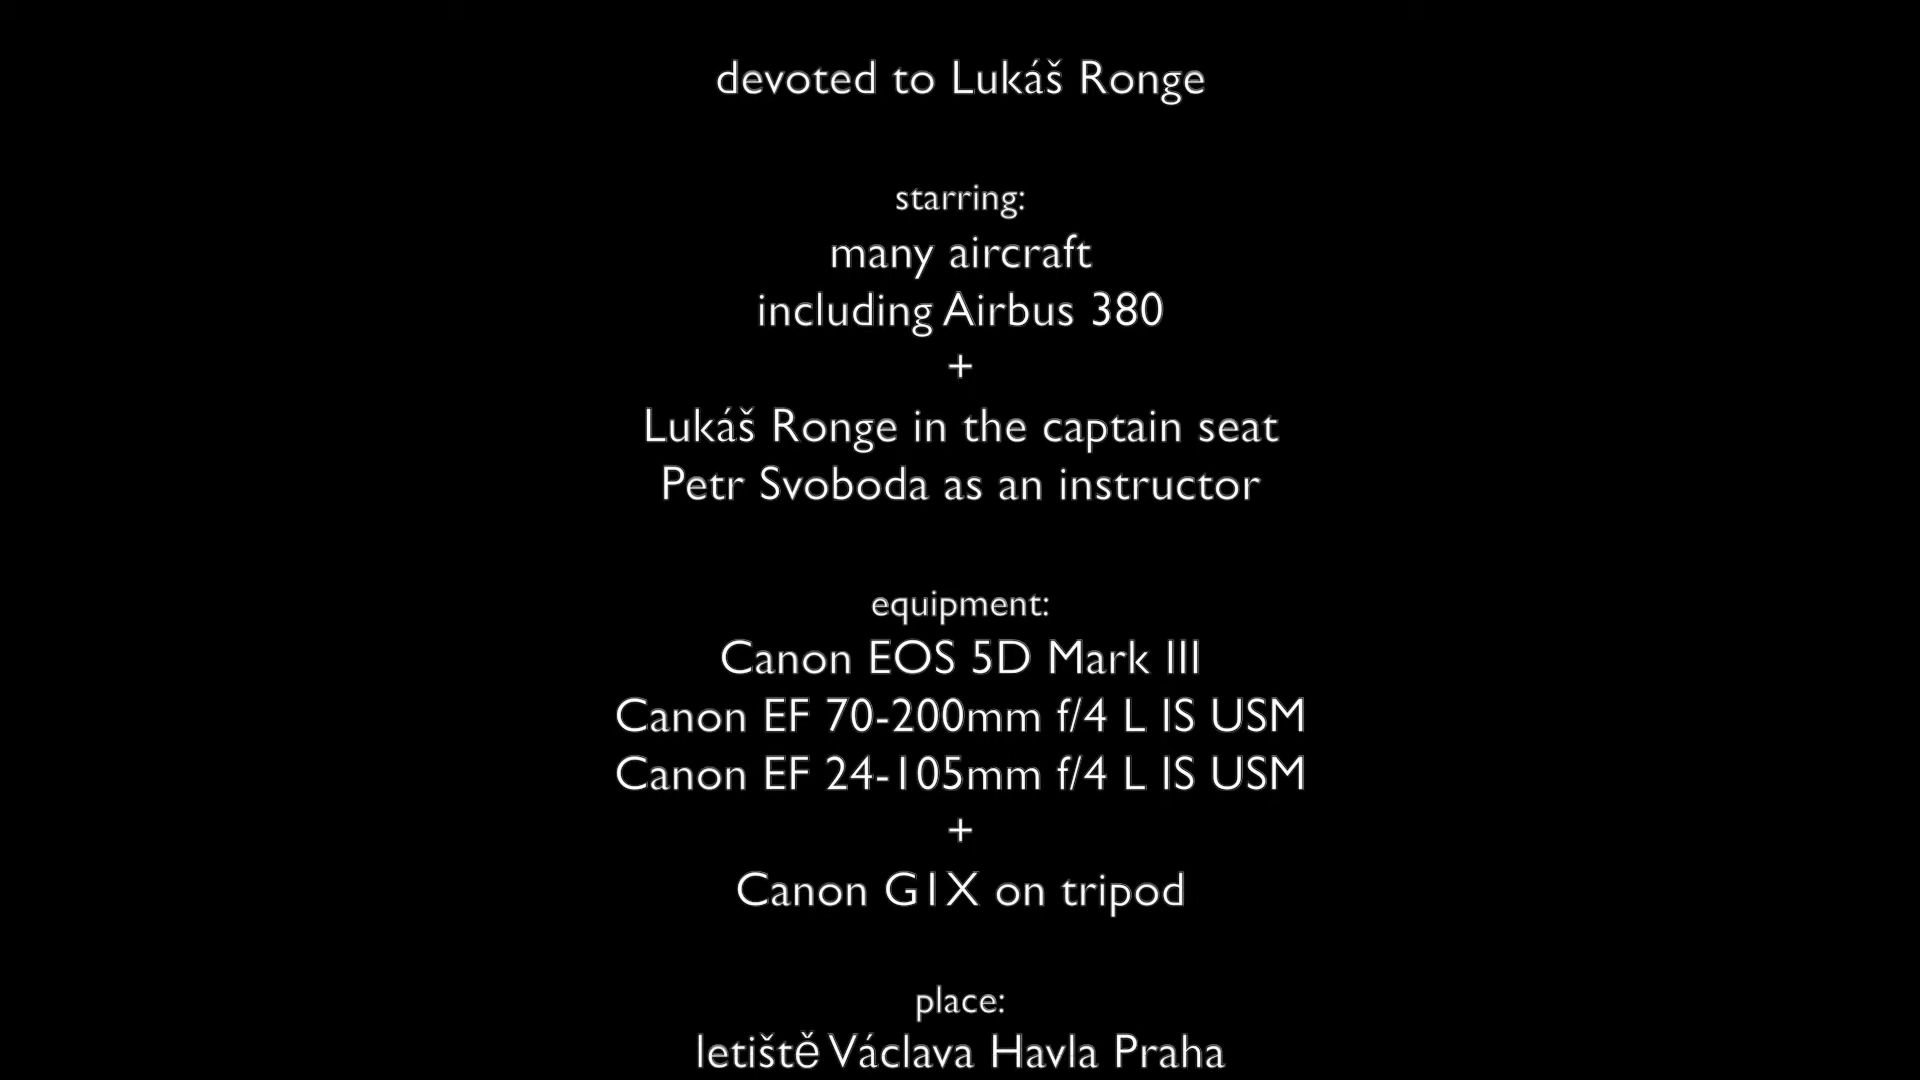 devoted to Lukáš Ronge
starring:
many aircraft
including Airbus 380
+
Lukáš Ronge in the captain seat
Petr Svoboda as an instructor
equipment:
Canon EOS 5D Mark III
Canon EF 70-200mm f/4 L IS USM
Canon EF 24-105mm f/4 L IS USM
+
Canon G1X on tripod
place:
letiště Václava Havla Praha